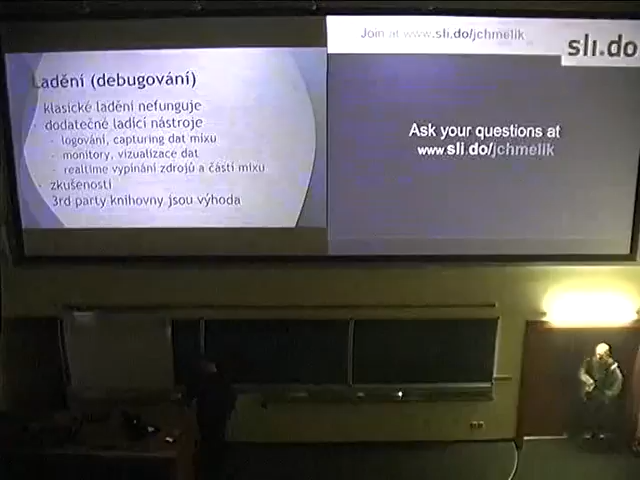 Ladění (debugování)
klasické ladění nefunguje
dodatečné ladící nástroje
logování, capturing dat mixu
monitory, vizualizace dat
realtime vypínání zdrojů a částí mixu
zkušenosti
3rd party knihovny jsou výhoda
Join at www.sli.do/jchmelik
sli.do
Ask your questions at
www.sli.do/jchmelik